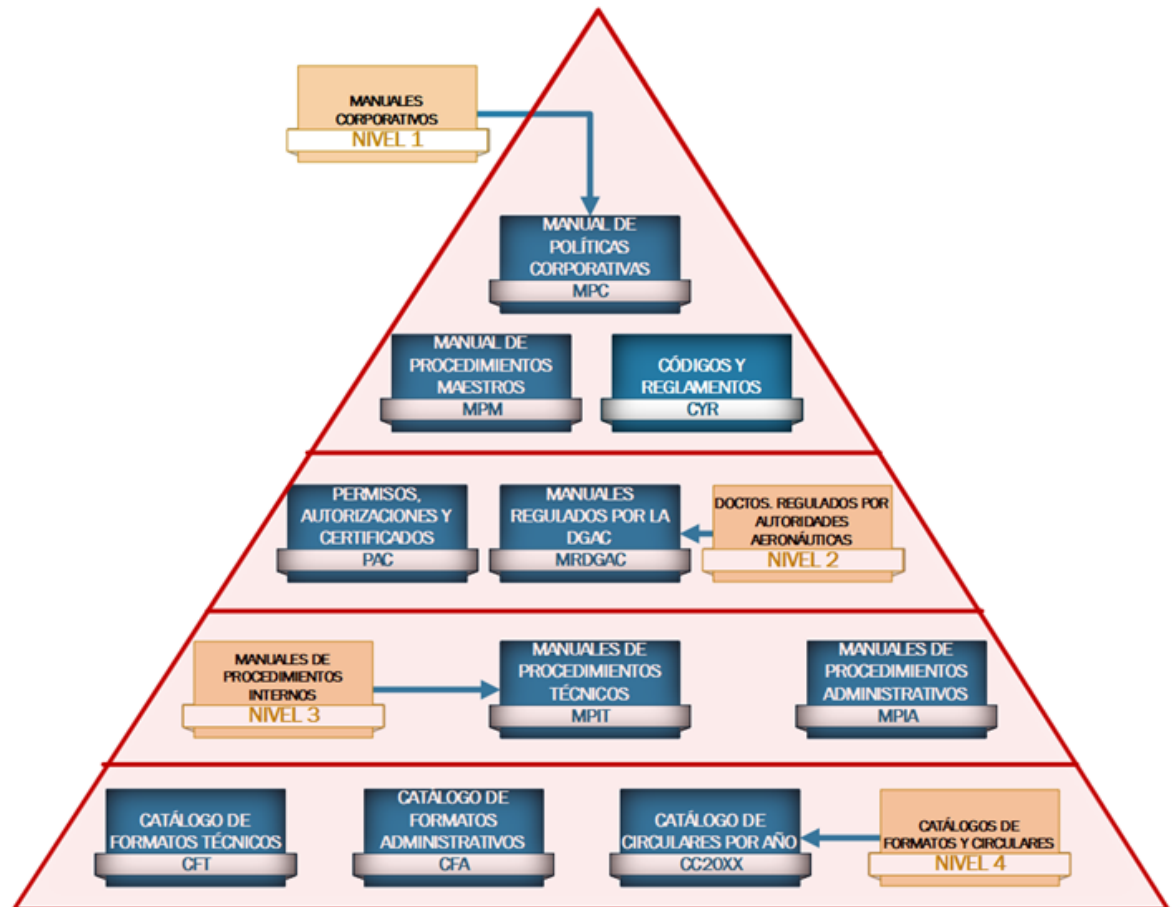 MANUALES
CORPORATIVOS
NIVEL 1
MANUAL DE
POLÍTICAS
CORPORATIVAS
MPC
MANUAL DE
PROCEDIMIENTOS
MAESTROS
MPM
CÓDIGOS Y
REGLAMENTOS
CYR
PERMISOS,
AUTORIZACIONES Y
CERTIFICADOS
PAC
MANUALES
REGULADOS POR LA
DGAC
MRDGAC
DOCTOS. REGULADOS POR
AUTORIDADES
AERONÁUTICAS
NIVEL 2
MANUALES DE
PROCEDIMIENTOS
INTERNOS
NIVEL 3
MANUALES DE
PROCEDIMIENTOS
TÉCNICOS
MPIT
MANUALES DE
PROCEDIMIENTOS
ADMINISTRATIVOS
MPIA
CATÁLOGO DE
FORMATOS TÉCNICOS
CFT
CATÁLOGO DE
FORMATOS
ADMINISTRATIVOS
CFA
CATÁLOGO DE
CIRCULARES POR AÑO
CC20XX
CATÁLOGOS DE
FORMATOS Y CIRCULARES
NIVEL 4